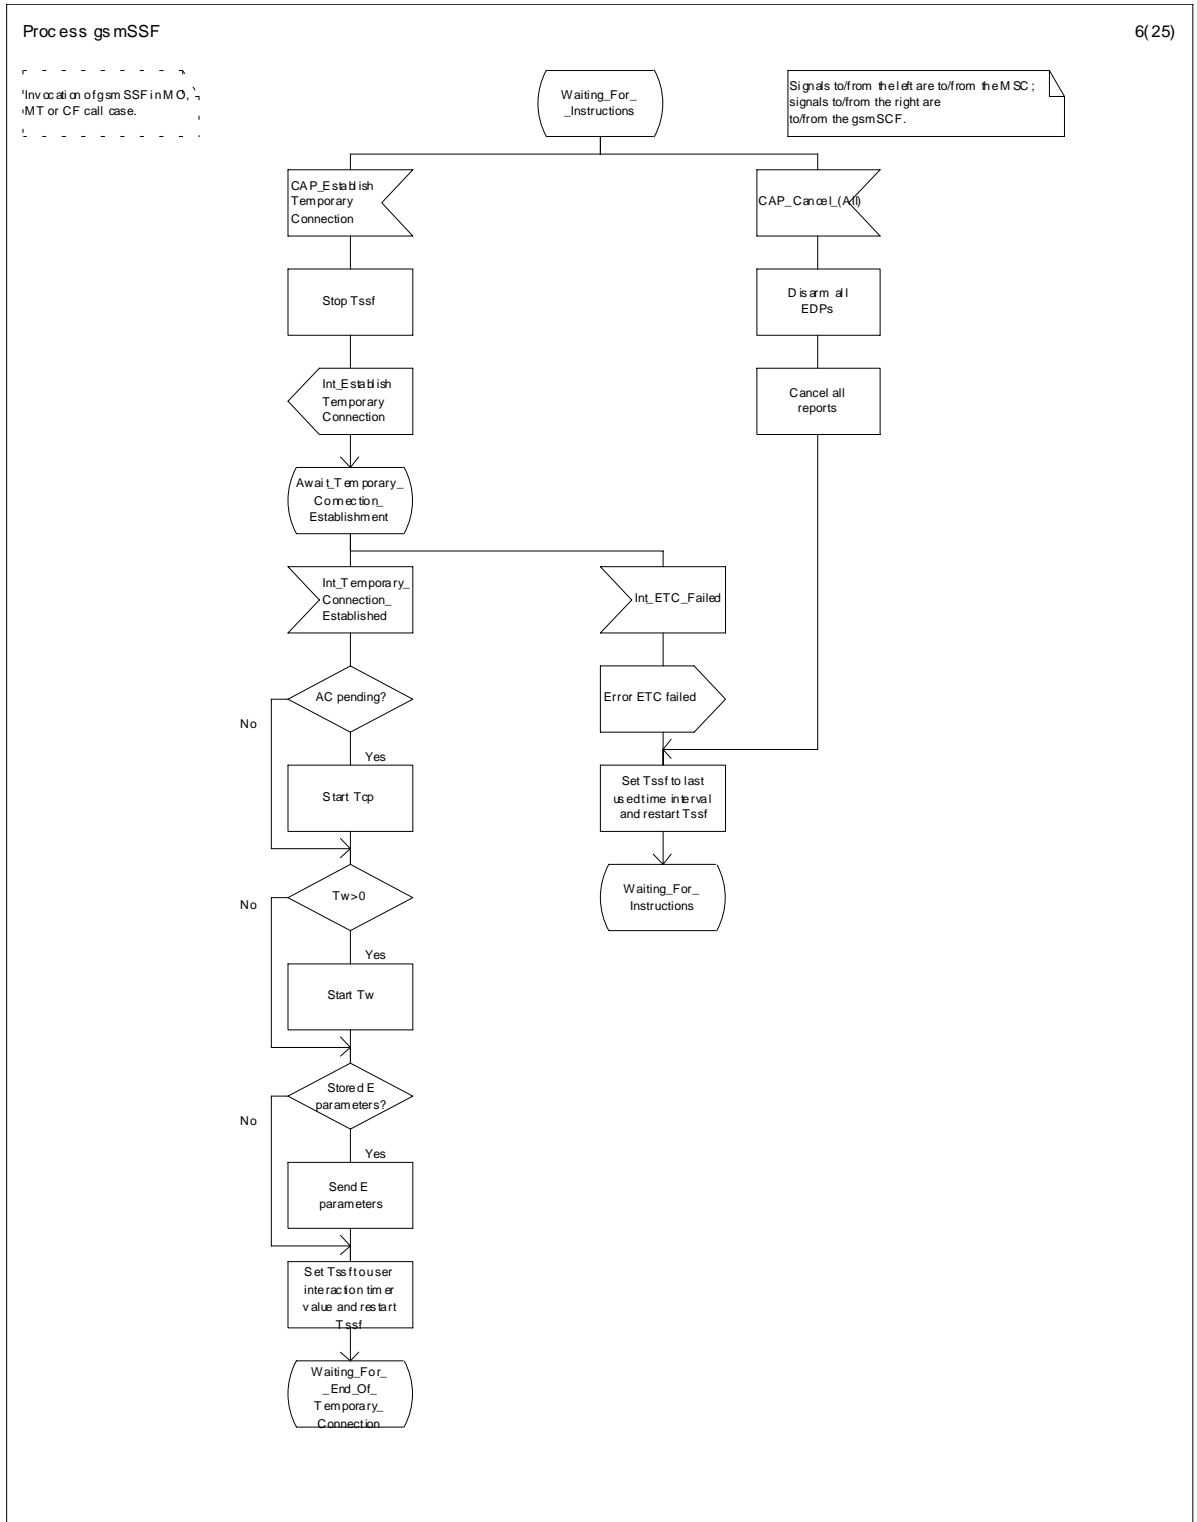 Process gsmSSF
6(25)
Invocation of gsmSSF in MO,
MT or CF call case.
Waiting_For_
_Instructions
Signals to/from the left are to/from the MSC;
signals to/from the right are
to/from the gsmSCF.
CAP_Establish
Temporary
Connection
CAP_Cancel_(All)
Stop Tssf
Disarm all
EDPs
Int_Establish
Temporary
Connection
Cancel all
reports
Await_Temporary_
Connection_
Establishment
Int_Temporary_
Connection_
Established
Int_ETC_Failed
AC pending?
Error ETC failed
No
Yes
Start Tcp
Set Tssf to last
used time interval
and restart Tssf
Tw>0
No
Waiting_For_
Instructions
Yes
Start Tw
Stored E
parameters?
No
Yes
Send E
parameters
Set Tssf to user
interaction timer
value and restart
Tssf
Waiting_For_
_End_Of_
Temporary_
Connection